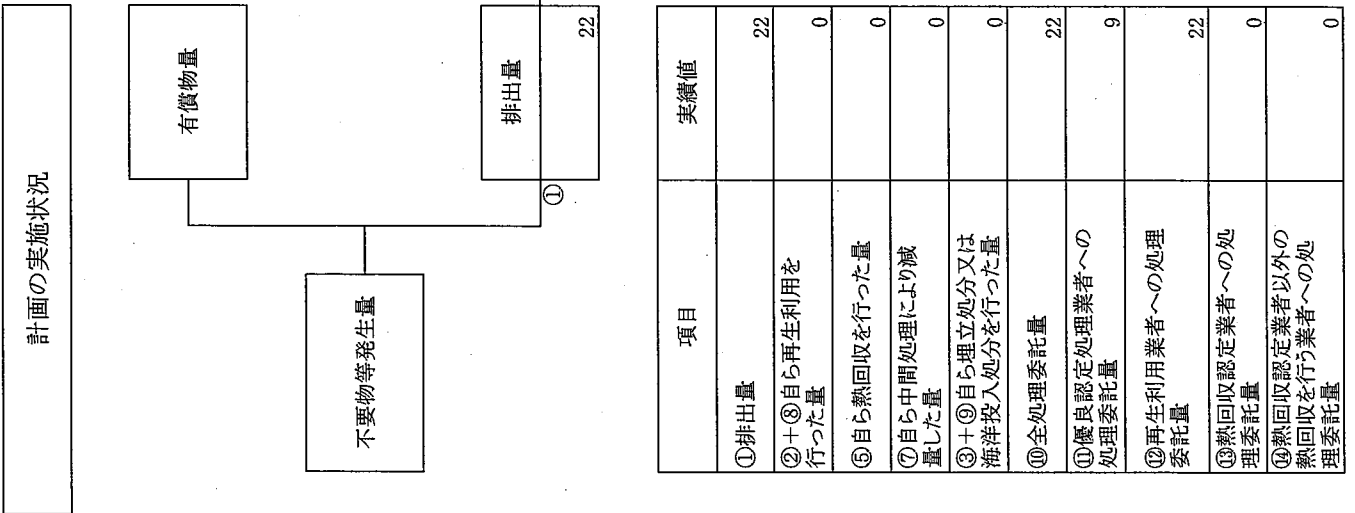 計画の実施状況
有償物量
不要物等発生量
①
排出量
22
項目
実績値
①排出量
22
②+⑧自ら再生利用を
行った量
0
⑤自ら熱回収を行った量
0
⑦自ら中間処理により減
量した量
0
③+⑨自ら埋立処分又は
海洋投入処分を行った量
0
⑩全処理委託量
22
⑪優良認定処理業者への
処理委託量
9
⑫再生利用業者への処理
委託量
22
⑬熱回収認定業者への処
理委託量
0
⑭熱回収認定業者以外の
熱回収を行う業者への処
理委託量
0